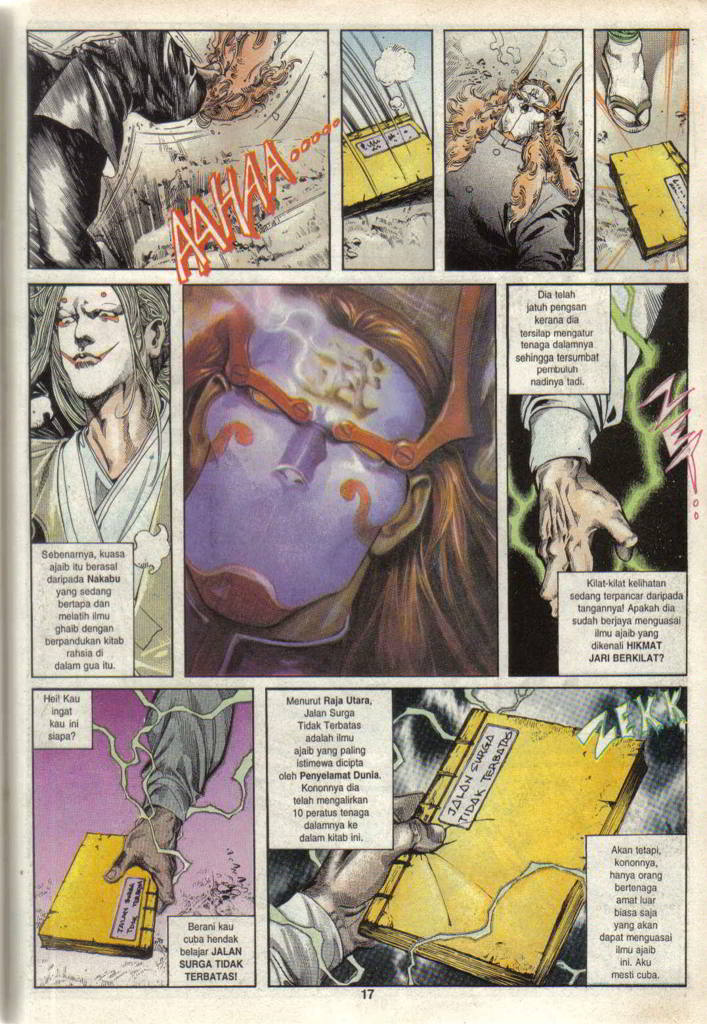 AAHAA
Dia telah
jatuh pengsan
kerana dia
tersilap mengatur
tenaga dalamnya
sehingga tersumbat
pembuluh
nadinya tadi.
ZEZ
Sebenarnya, kuasa
ajaib itu berasal
daripada Nakabu
yang sedang
bertapa dan
melatih ilmu
ghaib dengan
berpandukan kitab
rahsia di
dalam gua itu.
Kilat-kilat kelihatan
sedang terpancar daripada
tangannya! Apakah dia
sudah berjaya menguasai
ilmu ajaib yang
dikenali HIKMAT
JARI BERKILAT?
Hei! Kau
ingat
kau ini
siapa?
JALAN SURGA
TIDAK TERBATAS
Berani kau
cuba hendak
belajar JALAN
SURGA TIDAK
TERBATAS!
Menurut Raja Utara,
Jalan Surga
Tidak Terbatas
adalah ilmu
ajaib yang paling
istimewa dicipta
oleh Penyelamat Dunia.
Kononnya dia
telah mengalirkan
10 peratus tenaga
dalamnya ke
dalam kitab ini.
ZEKK
JALAN SURGA
TIDAK TERBATAS
Akan tetapi,
kononnya,
hanya orang
bertenaga
amat luar
biasa saja
yang akan
dapat menguasai
ilmu ajaib
ini. Aku
mesti cuba.
17